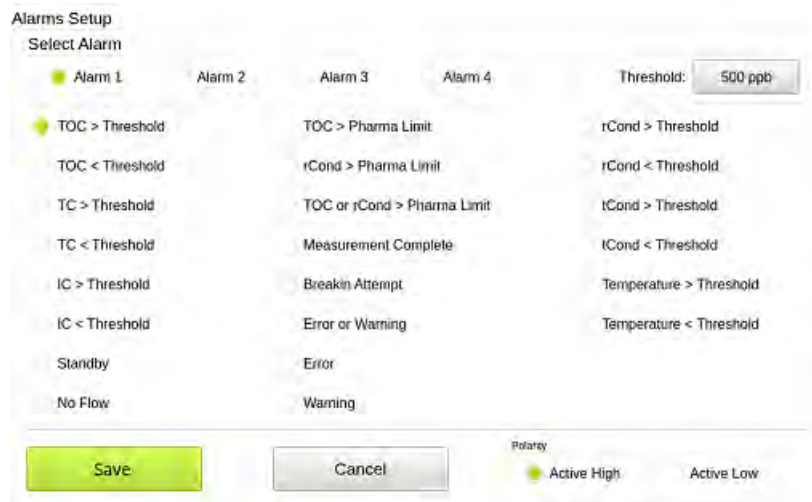 Alarms Setup
Select Alarm
Alarm 1 Alarm 2 Alarm 3 Alarm 4 Threshold: 500 ppb
TOC > Threshold TOC > Pharma Limit rCond > Threshold
TOC < Threshold rCond > Pharma Limit rCond < Threshold
TC > Threshold TOC or rCond > Pharma Limit tCond > Threshold
TC < Threshold Measurement Complete tCond < Threshold
IC > Threshold Breakin Attempt Temperature > Threshold
IC < Threshold Error or Warning Temperature < Threshold
Standby Error
No Flow Warning
Polarity
Save Cancel Active High Active Low